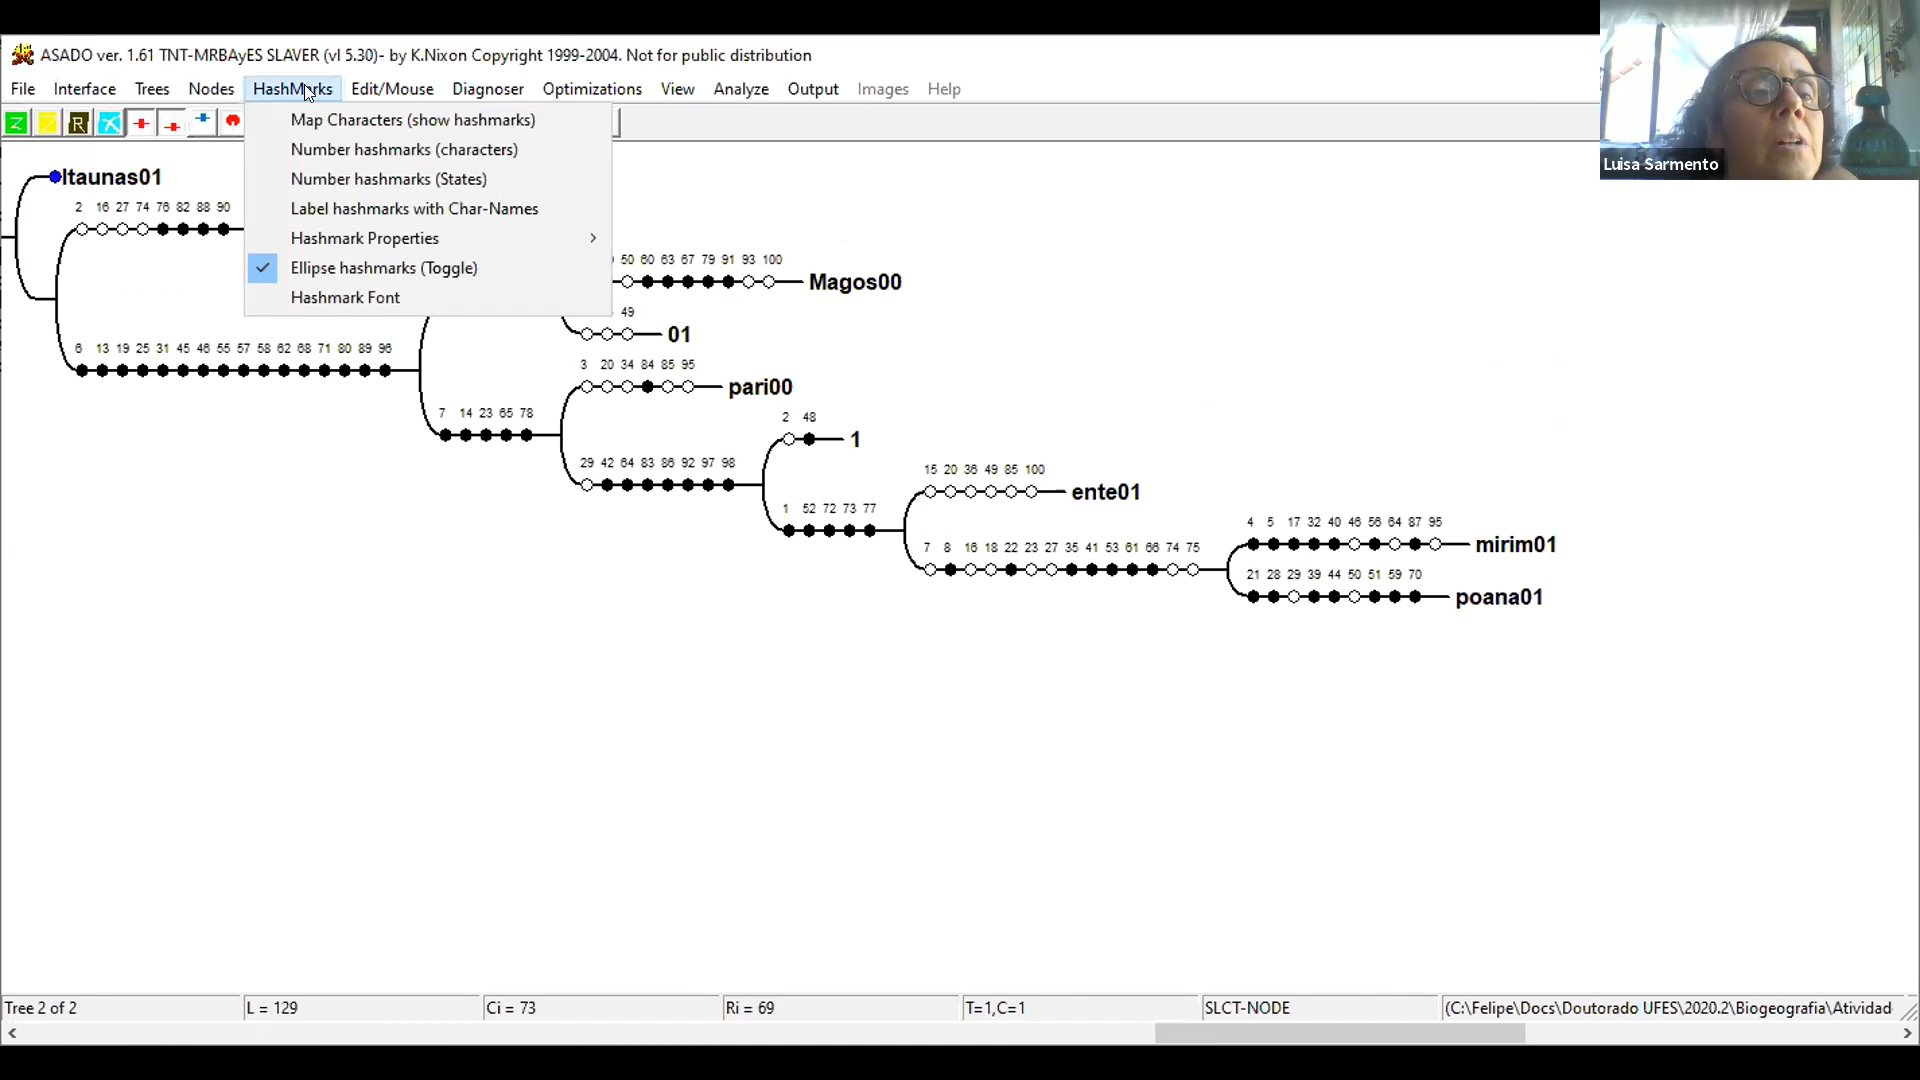 ASADO ver. 1.61 TNT-MRBAyES SLAVER (vl 5.30)- by K.Nixon Copyright 1999-2004. Not for public distribution
File Interface Trees Nodes HashMarks Edit/Mouse Diagnoser Optimizations View Analyze Output Images Help
Z Z R
Map Characters (show hashmarks)
Number hashmarks (characters)
Number hashmarks (States)
Label hashmarks with Char-Names
Hashmark Properties
Ellipse hashmarks (Toggle)
Hashmark Font
Luisa Sarmento
Itaunas01
2 16 27 74 76 82 88 90
50 60 63 67 79 91 93 100
Magos00
49
01
6 13 19 25 31 45 46 55 57 58 62 68 71 80 89 96
3 20 34 84 85 95
pari00
7 14 23 65 78
2 48
1
29 42 64 83 86 92 97 98
15 20 36 49 85 100
ente01
1 52 72 73 77
4 5 17 32 40 46 56 64 87 95
mirim01
7 8 16 18 22 23 27 35 41 53 61 66 74 75
21 28 29 39 44 50 51 59 70
poana01
Tree 2 of 2 L = 129 Ci = 73 Ri = 69 T=1,C=1 SLCT-NODE (C:\Felipe\Docs\Doutorado UFES\2020.2\Biogeografia\Atividad